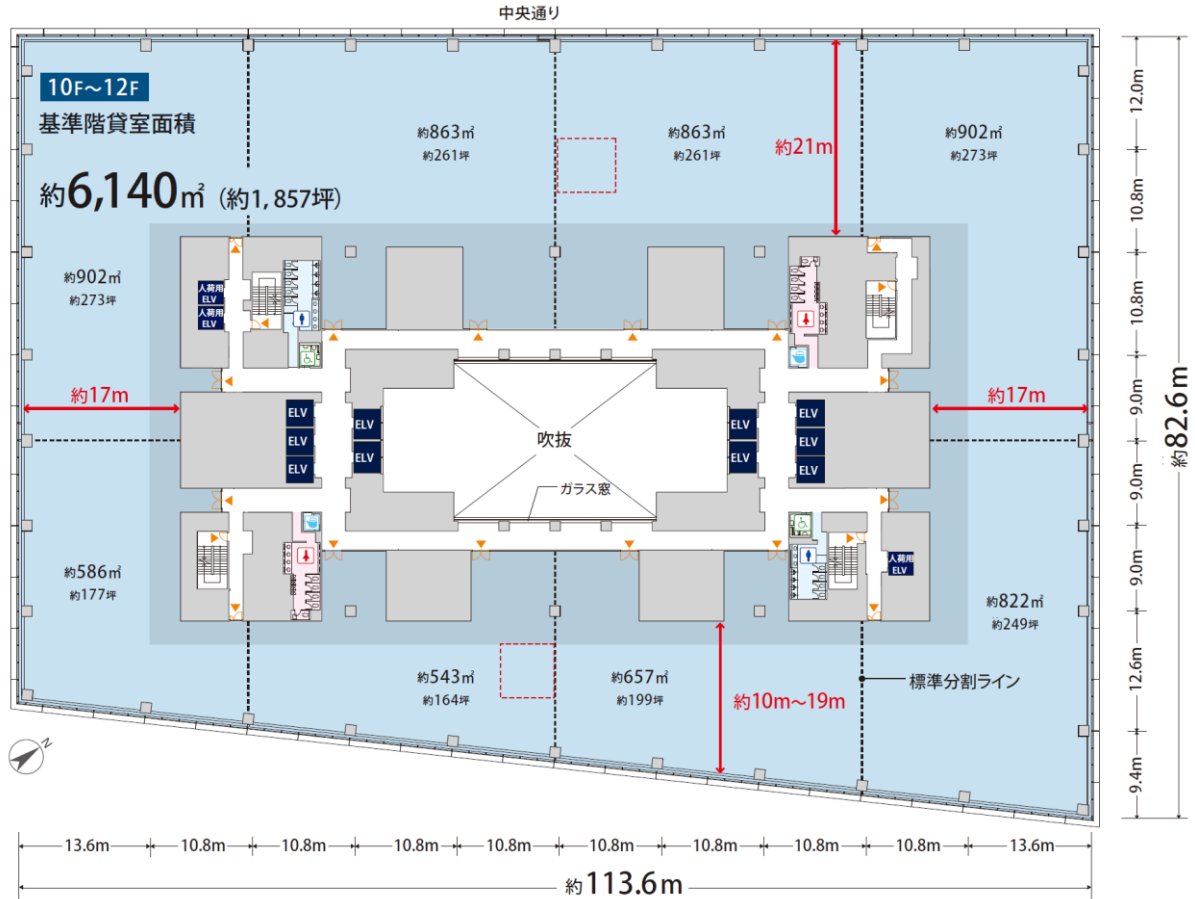 中央通り
10F～12F
基準階貸室面積
約6,140㎡（約1,857坪）
約863㎡
約261坪
約863㎡
約261坪
約21m
約902㎡
約273坪
約902㎡
約273坪
人荷用
ELV
人荷用
ELV
約17m
約17m
ELV
ELV
ELV
ELV
ELV
吹抜
ガラス窓
ELV
ELV
ELV
ELV
ELV
人荷用
ELV
約586㎡
約177坪
約822㎡
約249坪
約543㎡
約164坪
約657㎡
約199坪
約10m～19m
標準分割ライン
N
12.0m
10.8m
10.8m
9.0m
9.0m
9.0m
12.6m
9.4m
約82.6m
13.6m
10.8m
10.8m
10.8m
10.8m
10.8m
10.8m
10.8m
10.8m
13.6m
約113.6m